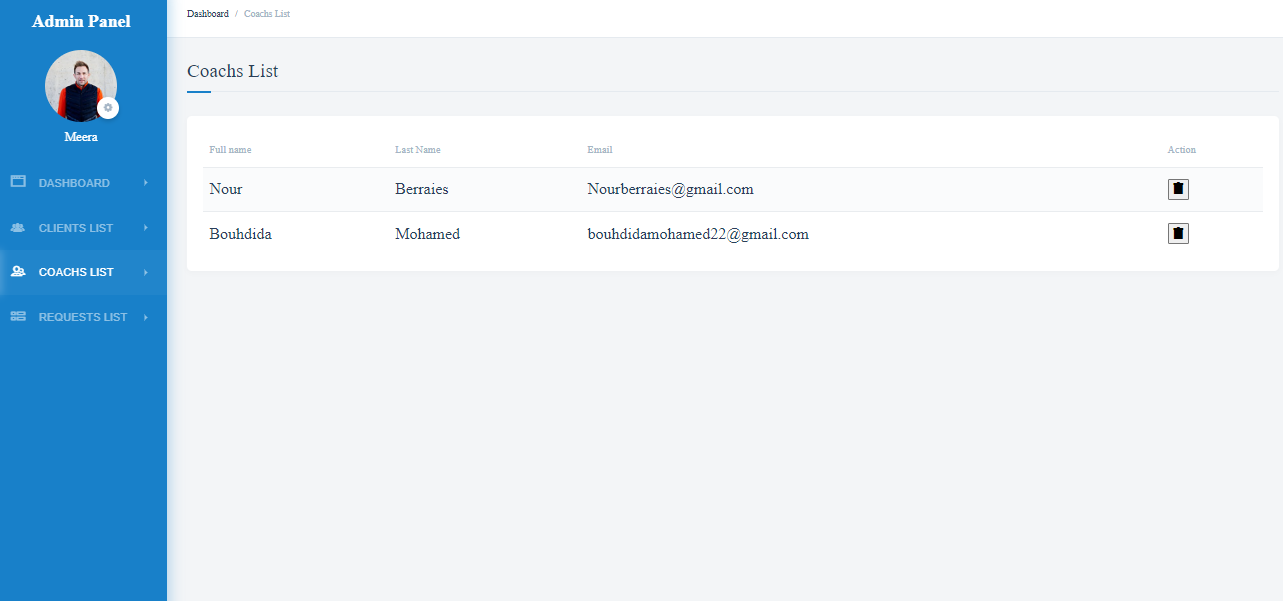 Admin Panel
Meera
DASHBOARD
CLIENTS LIST
COACHS LIST
REQUESTS LIST
Dashboard / Coachs List
Coachs List
Full name Last Name Email Action
Nour Berraies Nourberraies@gmail.com
Bouhdida Mohamed bouhdidamohamed22@gmail.com